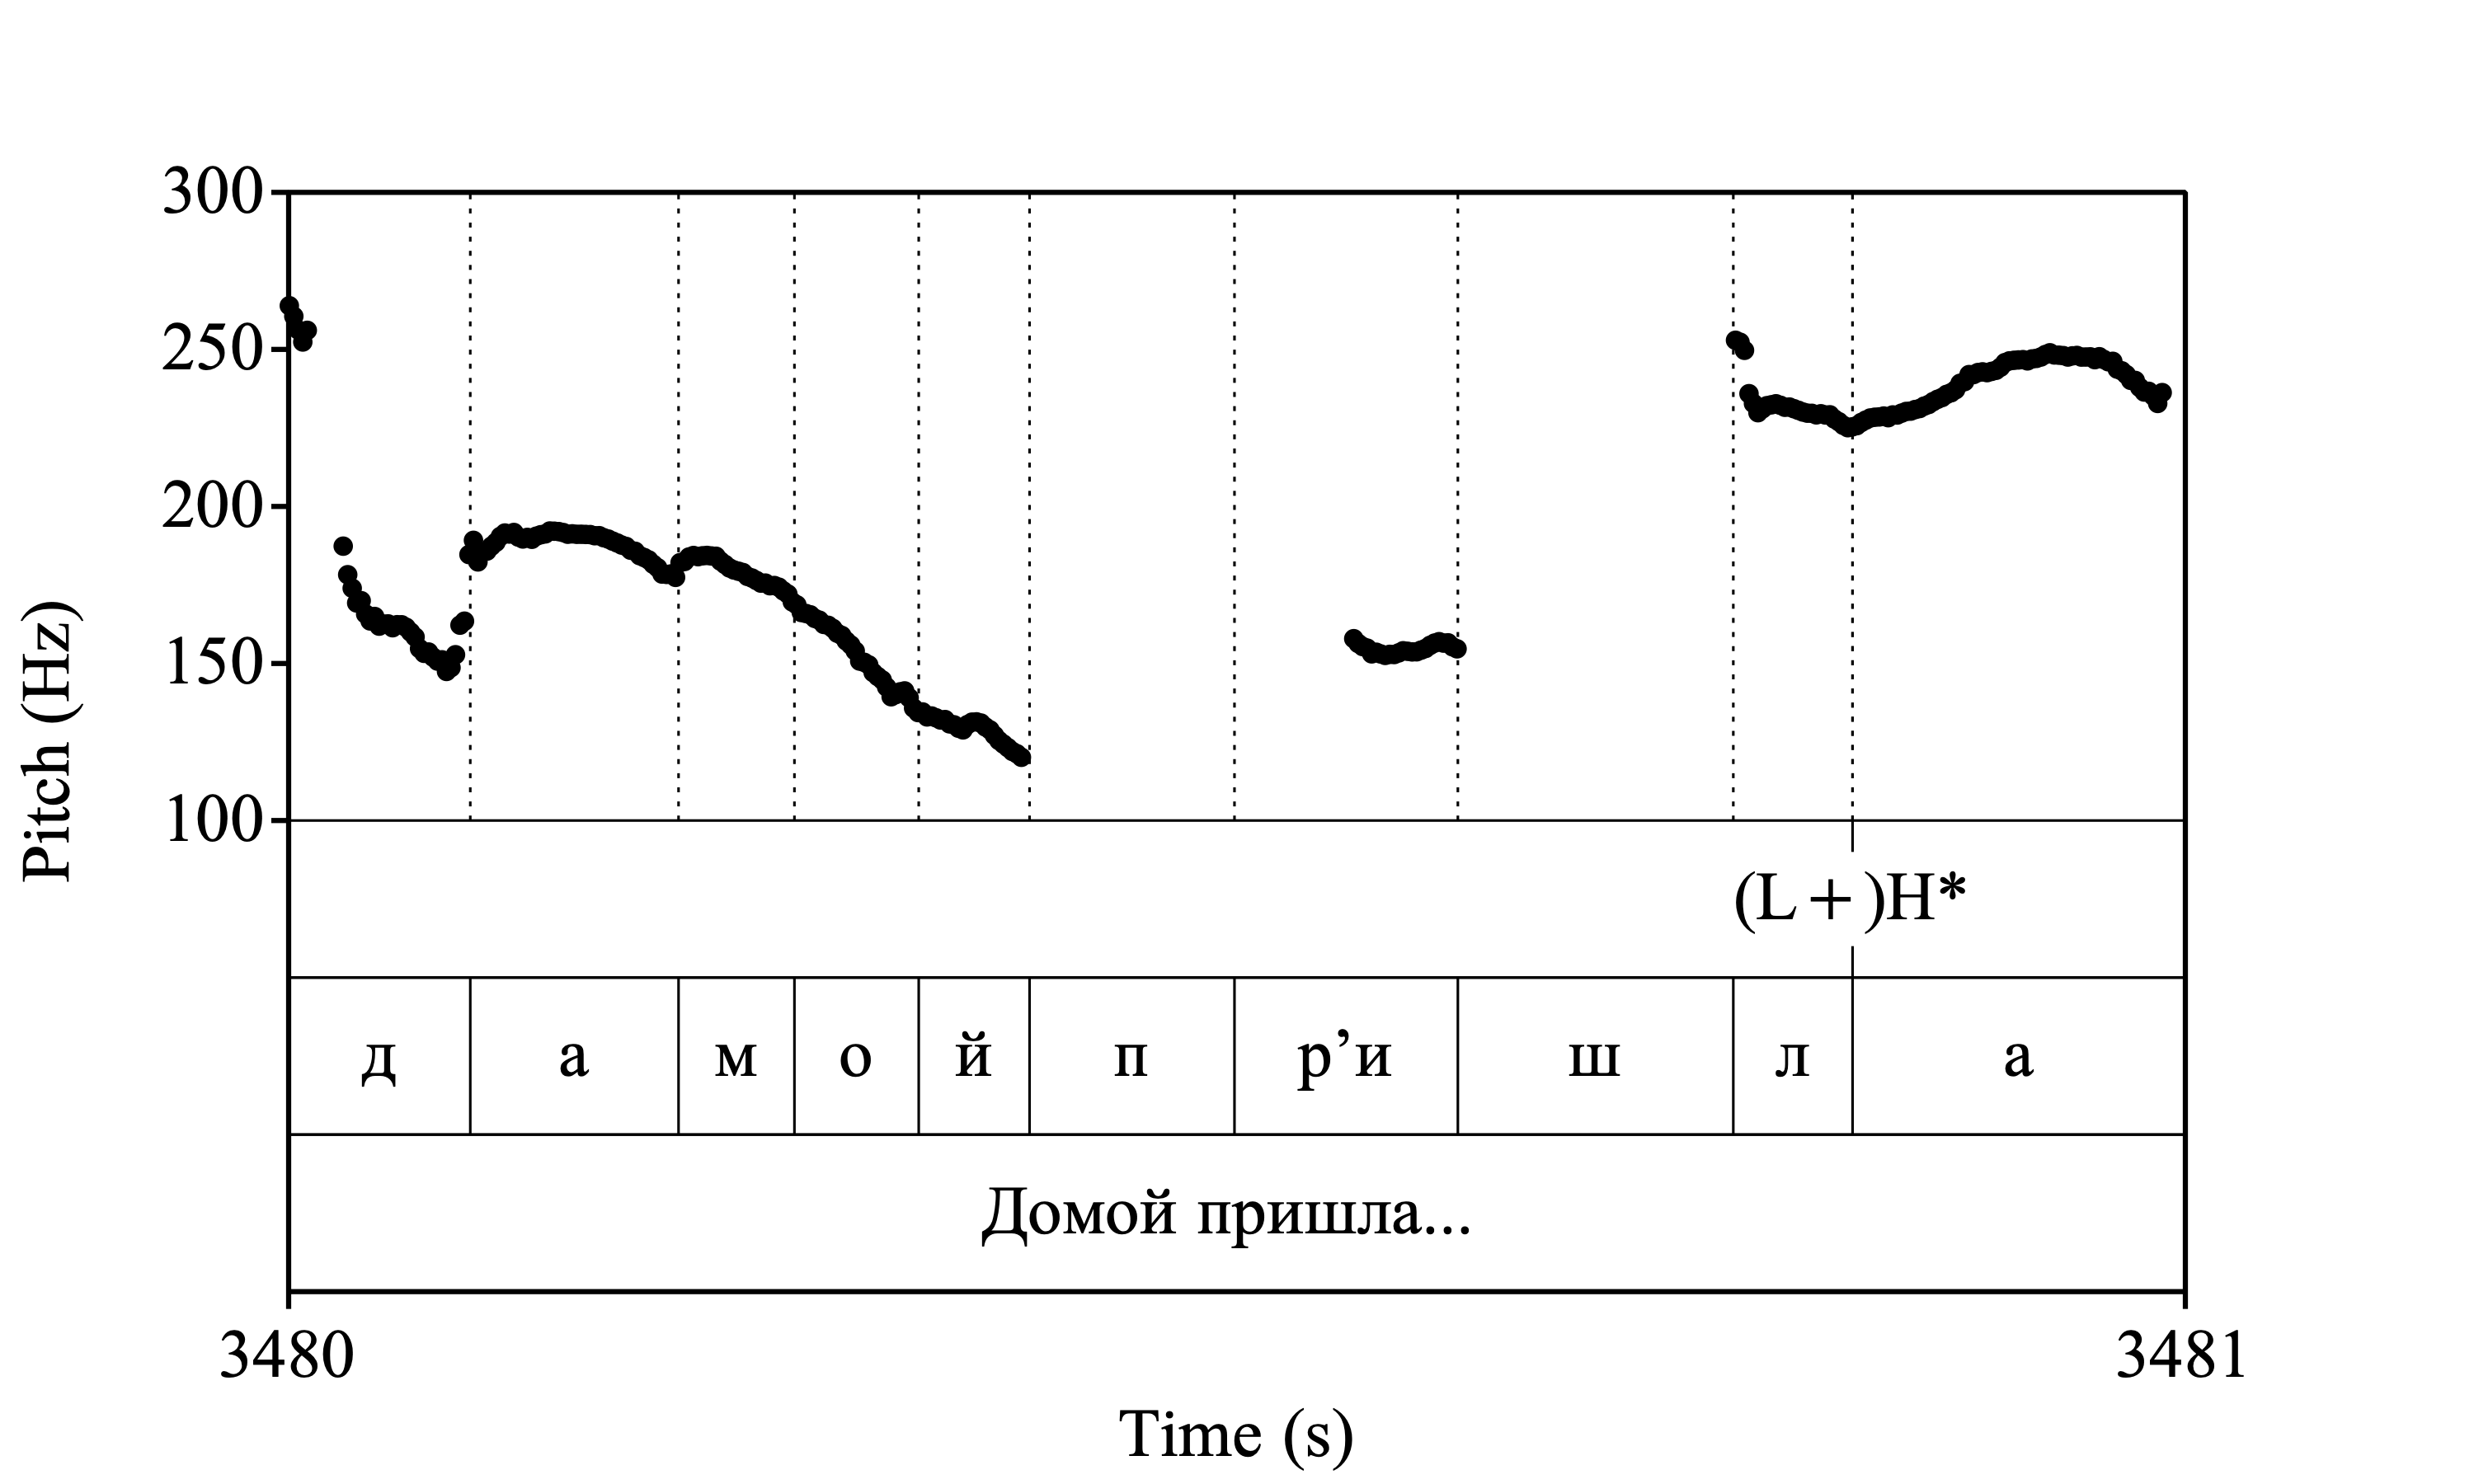 300
250
200
150
100
Pitch (Hz)
(L+)H*
д а м о й п р’и ш л а
Домой пришла...
3480 3481
Time (s)